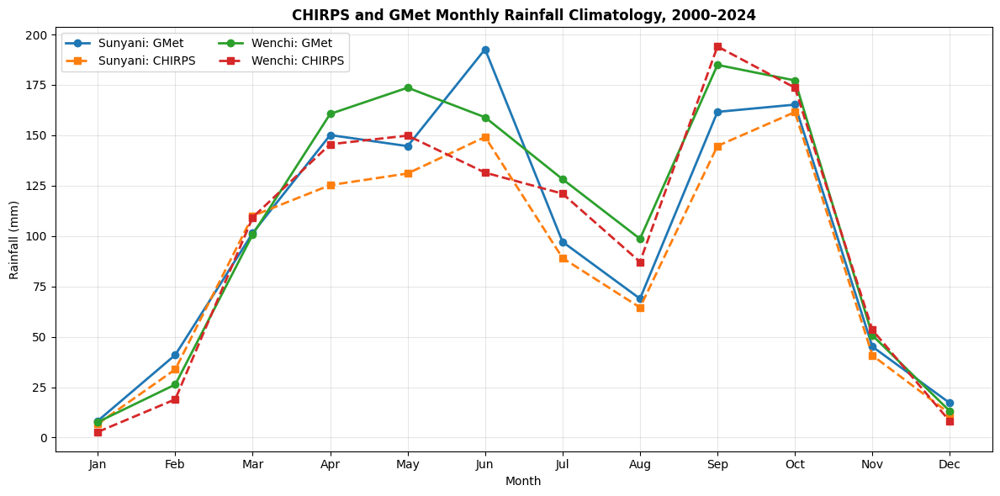 CHIRPS and GMet Monthly Rainfall Climatology, 2000–2024
Sunyani: GMet
Sunyani: CHIRPS
Wenchi: GMet
Wenchi: CHIRPS
Rainfall (mm)
200
175
150
125
100
75
50
25
0
Jan Feb Mar Apr May Jun Jul Aug Sep Oct Nov Dec
Month